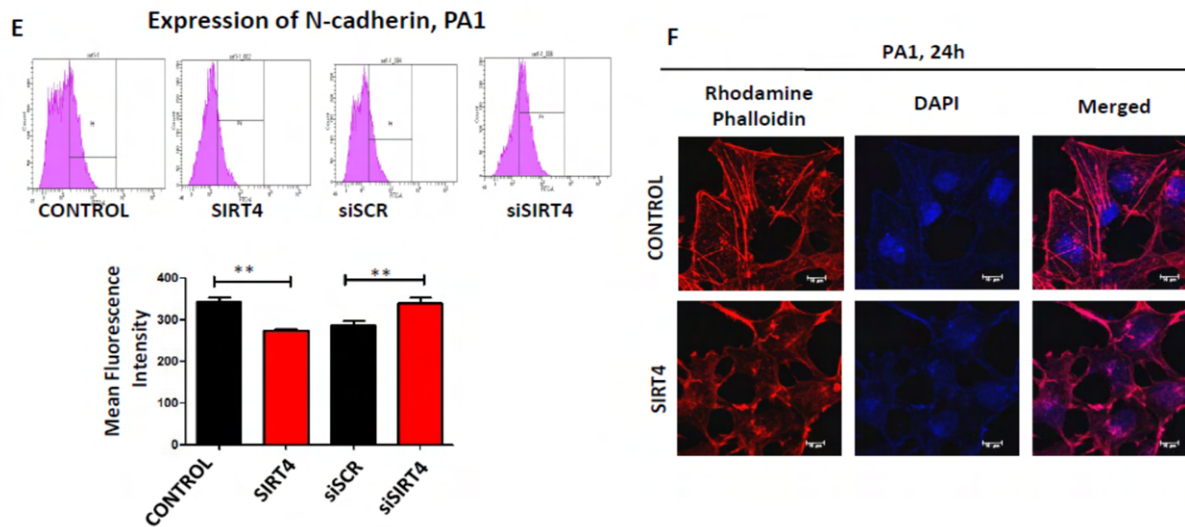 E
Expression of N-cadherin, PA1
CONTROL
SIRT4
siSCR
siSIRT4
Mean Fluorescence
Intensity
400
300
200
100
0
**
**
CONTROL
SIRT4
siSCR
siSIRT4
F
PA1, 24h
Rhodamine
Phalloidin
DAPI
Merged
CONTROL
SIRT4